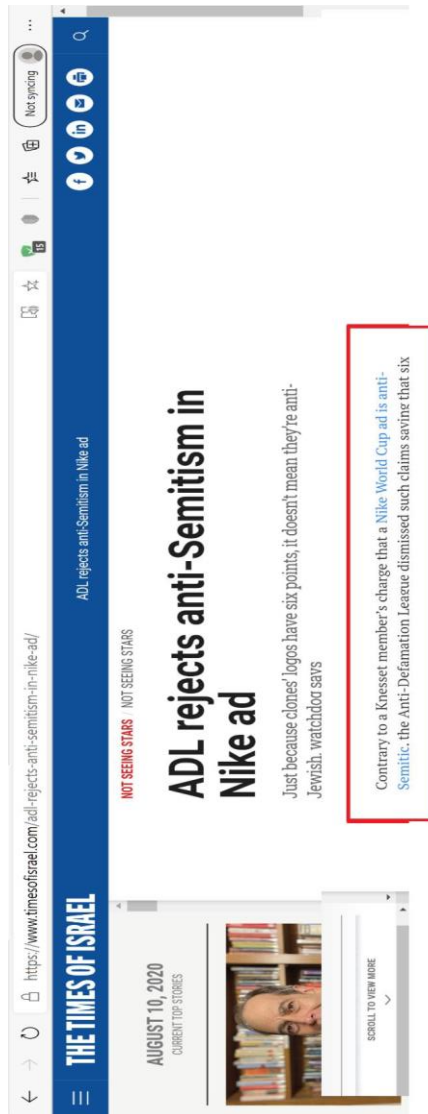 https://www.timesofisrael.com/adl-rejects-anti-semitism-in-nike-ad/
15
Not syncing
THE TIMES OF ISRAEL
ADL rejects anti-Semitism in Nike ad
f
in
AUGUST 10, 2020
CURRENT TOP STORIES
SCROLL TO VIEW MORE
NOT SEEING STARS / NOT SEEING STARS
ADL rejects anti-Semitism in
Nike ad
Just because clones' logos have six points, it doesn't mean they're anti-
Jewish, watchdog says
Contrary to a Knesset member's charge that a Nike World Cup ad is anti-
Semitic, the Anti-Defamation League dismissed such claims saying that six